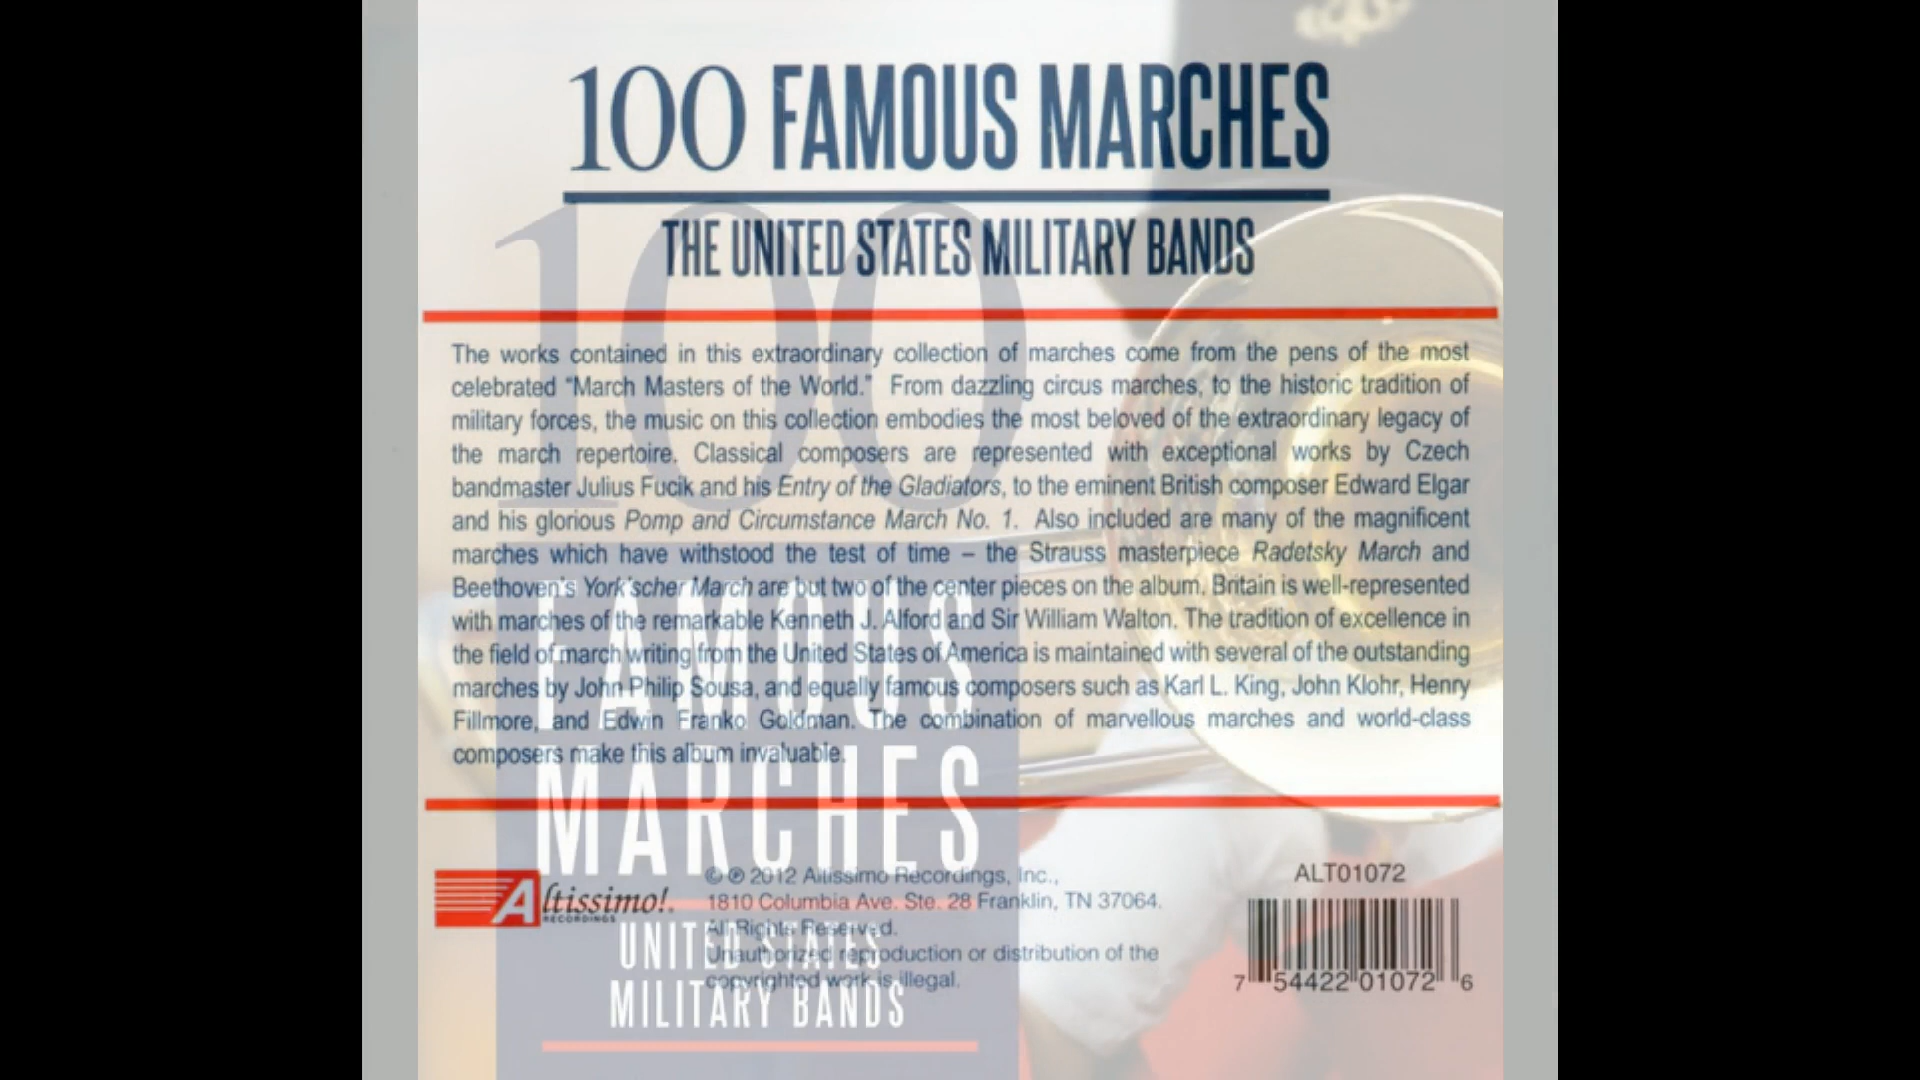 100 FAMOUS MARCHES
THE UNITED STATES MILITARY BANDS
100
The works contained in this extraordinary collection of marches come from the pens of the most
celebrated "March Masters of the World." From dazzling circus marches, to the historic tradition of
military forces, the music on this collection embodies the most beloved of the extraordinary legacy of
the march repertoire. Classical composers are represented with exceptional works by Czech
bandmaster Julius Fucik and his Entry of the Gladiators, to the eminent British composer Edward Elgar
and his glorious Pomp and Circumstance March No. 1. Also included are many of the magnificent
marches which have withstood the test of time – the Strauss masterpiece Radetsky March and
Beethoven's York'scher March are but two of the center pieces on the album. Britain is well-represented
with marches of the remarkable Kenneth J. Alford and Sir William Walton. The tradition of excellence in
the field of march writing from the United States of America is maintained with several of the outstanding
marches by John Philip Sousa, and equally famous composers such as Karl L. King, John Klohr, Henry
Fillmore, and Edwin Franko Goldman. The combination of marvellous marches and world-class
composers make this album invaluable.
FAMOUS
MARCHES
Altissimo!
RECORDINGS
© ℗ 2012 Altissimo Recordings, Inc.,
1810 Columbia Ave. Ste. 28 Franklin, TN 37064.
All Rights Reserved.
Unauthorized reproduction or distribution of the
copyrighted work is illegal.
UNITED STATES
MILITARY BANDS
ALT01072
7 54422 01072 6